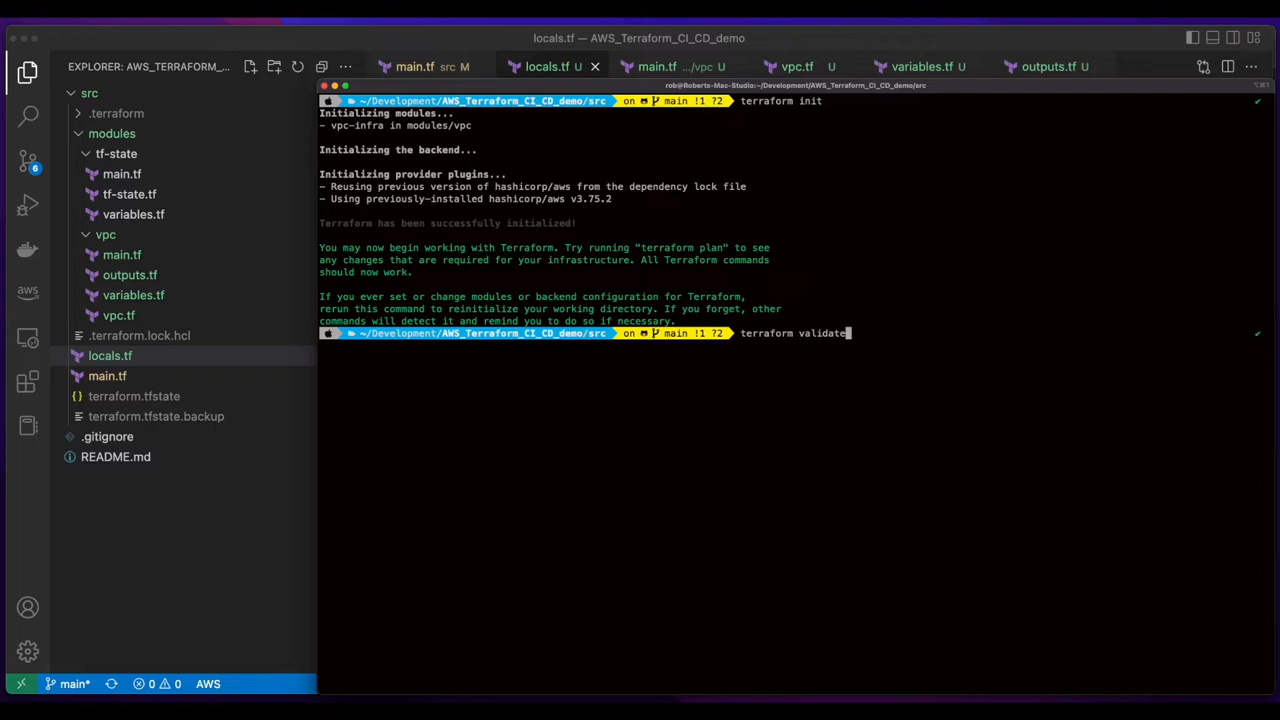 locals.tf — AWS_Terraform_CI_CD_demo
EXPLORER: AWS_TERRAFORM_...
main.tf src M
locals.tf U
main.tf .../vpc U
vpc.tf U
variables.tf U
outputs.tf U
rob@Roberts-Mac-Studio:~/Development/AWS_Terraform_CI_CD_demo/src
⌥⌘1
src
.terraform
modules
tf-state
main.tf
tf-state.tf
variables.tf
vpc
main.tf
outputs.tf
variables.tf
vpc.tf
.terraform.lock.hcl
locals.tf
main.tf
terraform.tfstate
terraform.tfstate.backup
.gitignore
README.md
~/Development/AWS_Terraform_CI_CD_demo/src on main !1 ?2 terraform init
Initializing modules...
- vpc-infra in modules/vpc
Initializing the backend...
Initializing provider plugins...
- Reusing previous version of hashicorp/aws from the dependency lock file
- Using previously-installed hashicorp/aws v3.75.2
Terraform has been successfully initialized!
You may now begin working with Terraform. Try running "terraform plan" to see
any changes that are required for your infrastructure. All Terraform commands
should now work.
If you ever set or change modules or backend configuration for Terraform,
rerun this command to reinitialize your working directory. If you forget, other
commands will detect it and remind you to do so if necessary.
~/Development/AWS_Terraform_CI_CD_demo/src on main !1 ?2 terraform validate
6
aws
main* 0 0 AWS